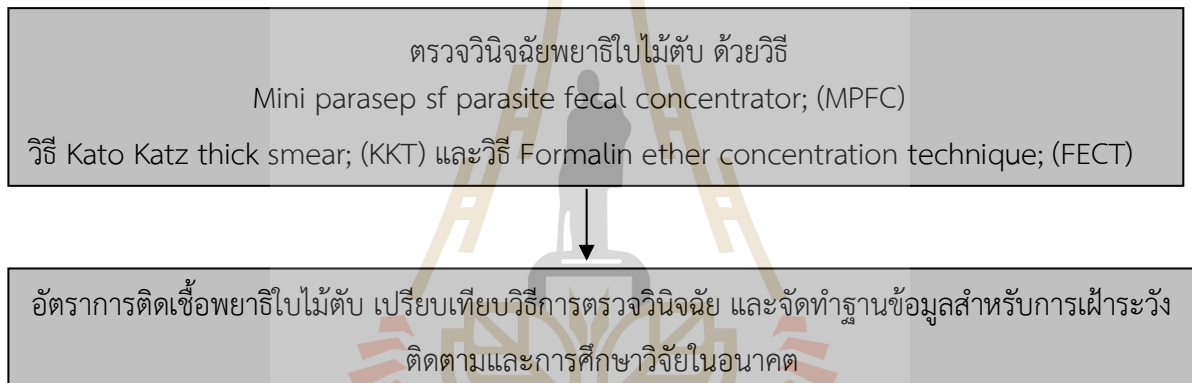 ตรวจวินิจฉัยพยาธิใบไม้ตับ ด้วยวิธี
Mini parasep sf parasite fecal concentrator; (MPFC)
วิธี Kato Katz thick smear; (KKT) และวิธี Formalin ether concentration technique; (FECT)
อัตราการติดเชื้อพยาธิใบไม้ตับ เปรียบเทียบวิธีการตรวจวินิจฉัย และจัดทำฐานข้อมูลสำหรับการเฝ้าระวัง
ติดตามและการศึกษาวิจัยในอนาคต